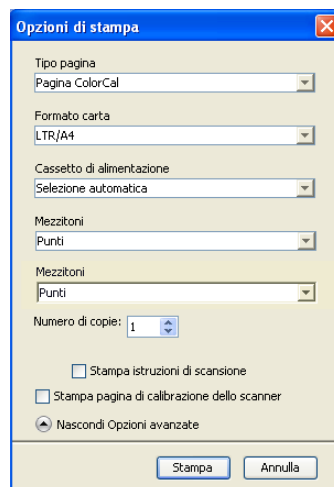 Opzioni di stampa
Tipo pagina
Pagina ColorCal
Formato carta
LTR/A4
Cassetto di alimentazione
Selezione automatica
Mezzitoni
Punti
Mezzitoni
Punti
Numero di copie: 1
Stampa istruzioni di scansione
Stampa pagina di calibrazione dello scanner
Nascondi Opzioni avanzate
Stampa Annulla